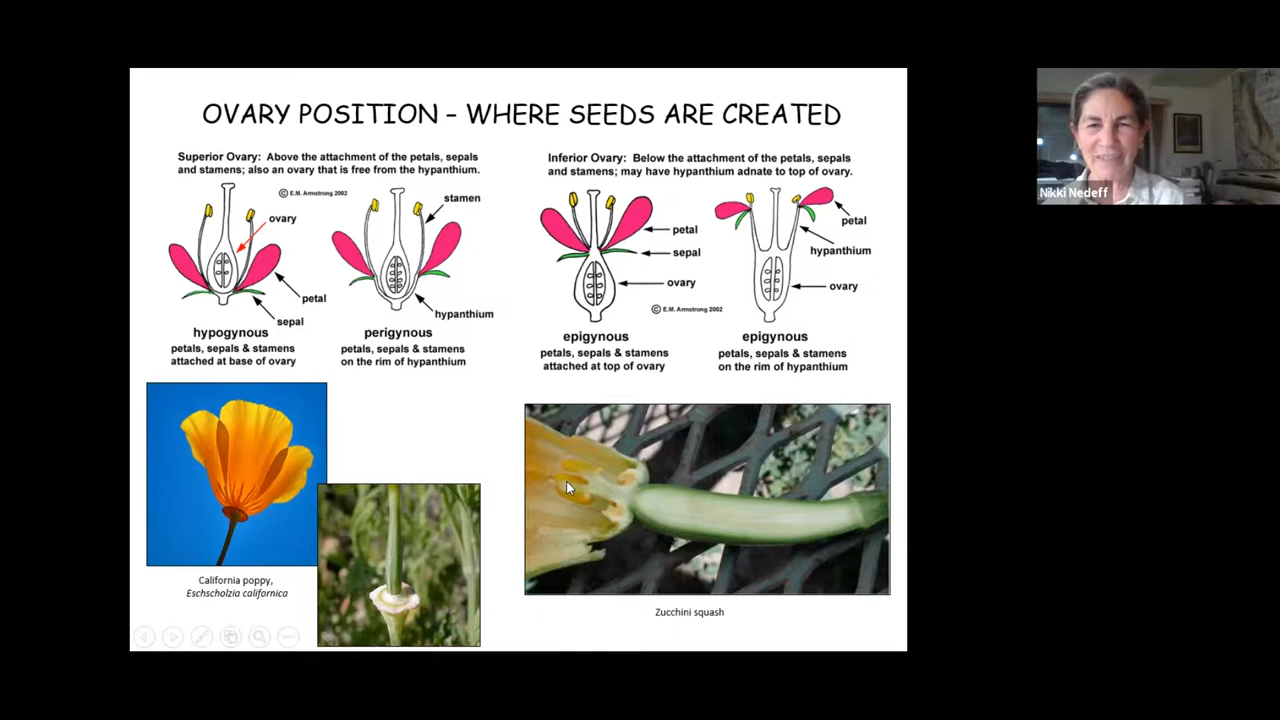 OVARY POSITION – WHERE SEEDS ARE CREATED
Superior Ovary: Above the attachment of the petals, sepals
and stamens; also an ovary that is free from the hypanthium.
© E.M. Armstrong 2002
ovary
petal
sepal
hypogynous
petals, sepals & stamens
attached at base of ovary
stamen
hypanthium
perigynous
petals, sepals & stamens
on the rim of hypanthium
Inferior Ovary: Below the attachment of the petals, sepals
and stamens; may have hypanthium adnate to top of ovary.
petal
sepal
ovary
© E.M. Armstrong 2002
epigynous
petals, sepals & stamens
attached at top of ovary
petal
hypanthium
ovary
epigynous
petals, sepals & stamens
on the rim of hypanthium
California poppy,
Eschscholzia californica
Zucchini squash
Nikki Nedeff